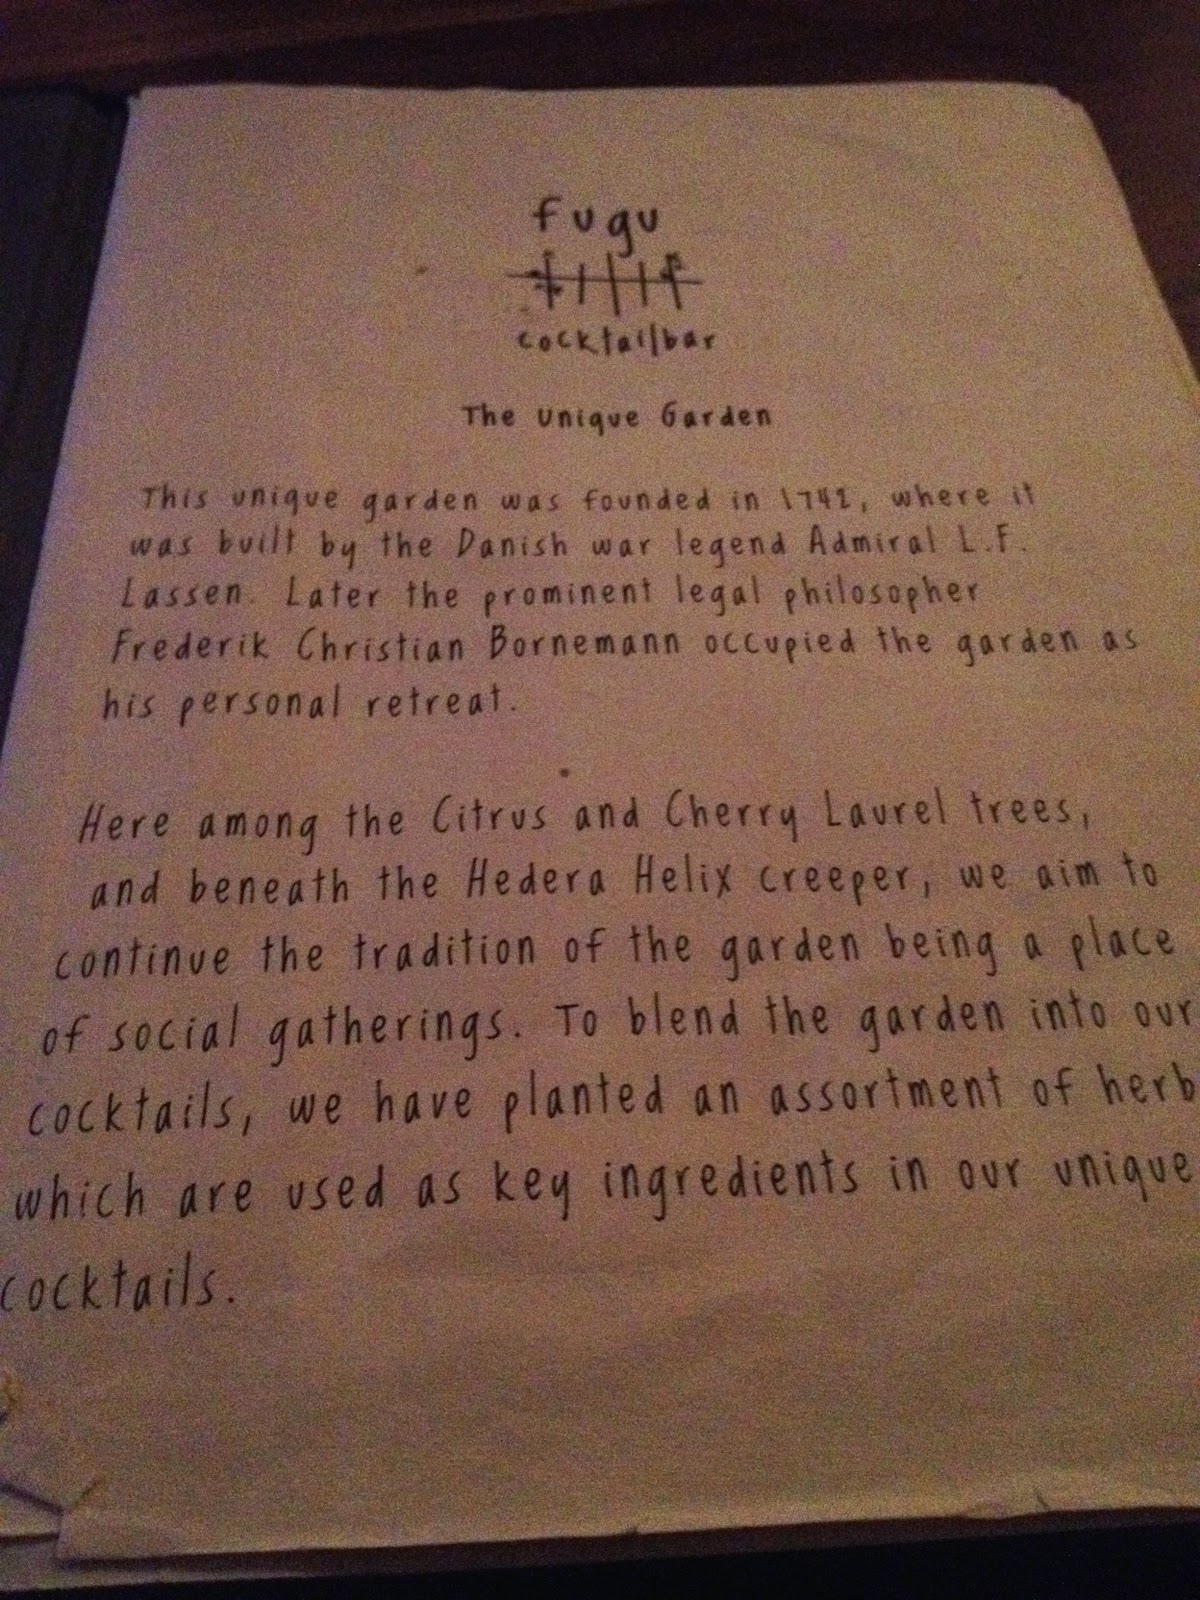 fugu
cocktailbar
The Unique Garden
This unique garden was founded in 1742, where it
was built by the Danish war legend Admiral L.F.
Lassen. Later the prominent legal philosopher
Frederik Christian Bornemann occupied the garden as
his personal retreat.
Here among the Citrus and Cherry Laurel trees,
and beneath the Hedera Helix creeper, we aim to
continue the tradition of the garden being a place
of social gatherings. To blend the garden into our
cocktails, we have planted an assortment of herb
which are used as key ingredients in our unique
cocktails.